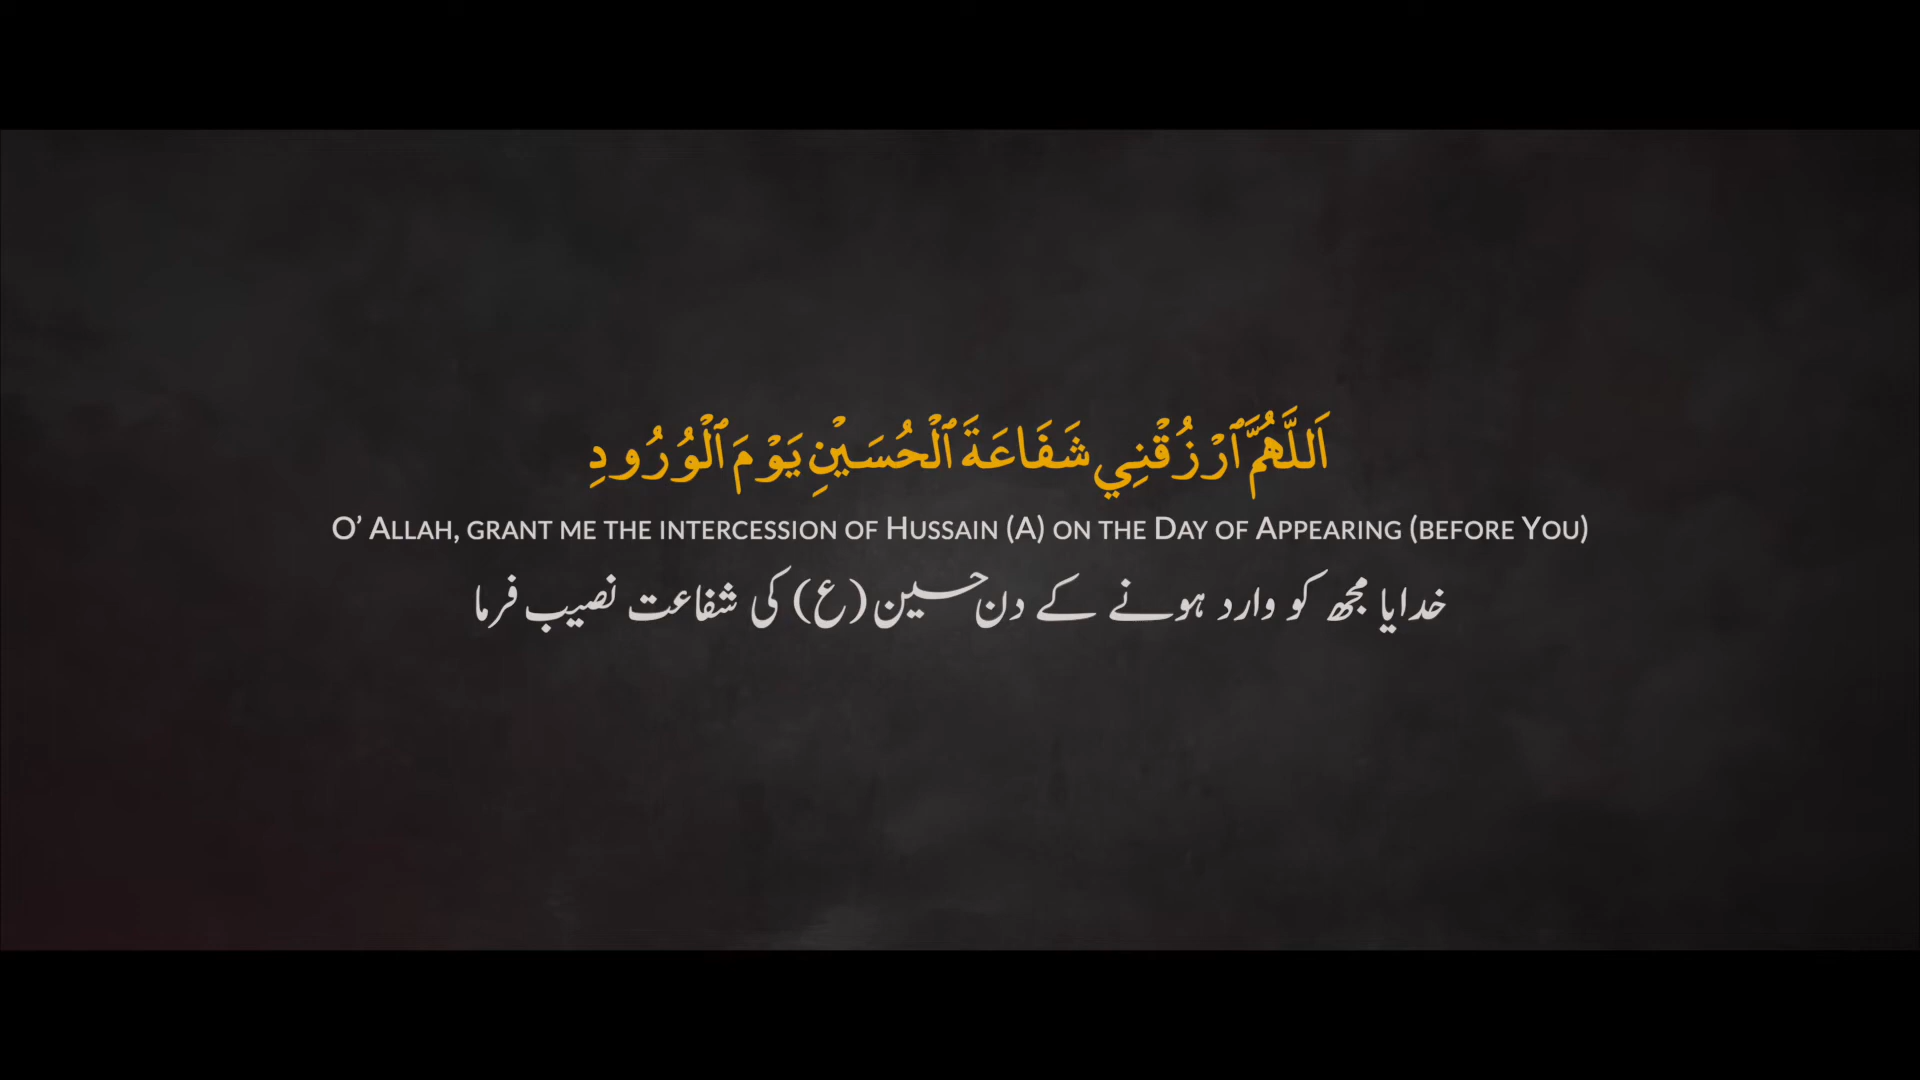 اَللَّهُمَّ ٱرْزُقْنِي شَفَاعَةَ ٱلْحُسَيْنِ يَوْمَ ٱلْوُرُودِ
O’ Allah, grant me the intercession of Hussain (A) on the Day of Appearing (before You)
خدایا مجھ کو وارد ہونے کے دن حسین (ع) کی شفاعت نصیب فرما